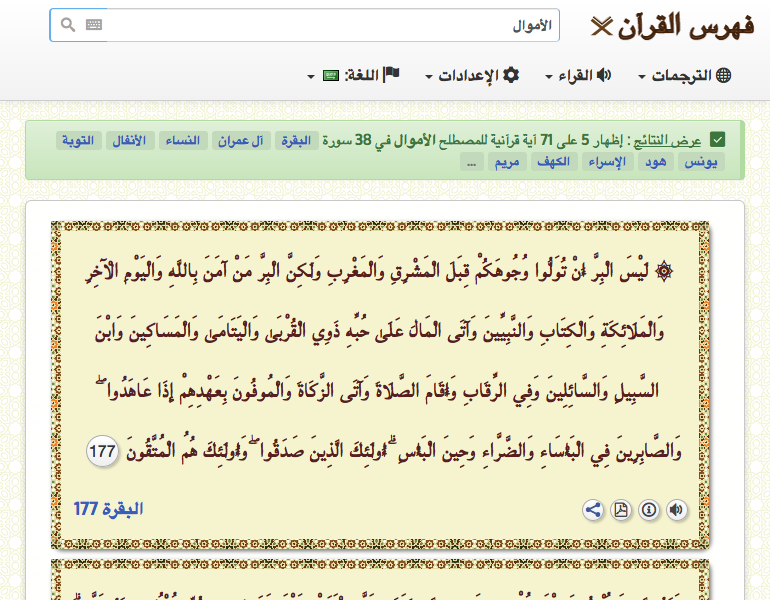 فهرس القرآن
الأموال
الترجمات
القراء
الإعدادات
اللغة:
عرض النتائج : إظهار 5 على 71 آية قرآنية للمصطلح الأموال في 38 سورة البقرة آل عمران النساء الأنفال التوبة
يونس هود الإسراء الكهف مريم ...
۞ لَيْسَ الْبِرَّ أَنْ تُوَلُّوا وُجُوهَكُمْ قِبَلَ الْمَشْرِقِ وَالْمَغْرِبِ وَلَكِنَّ الْبِرَّ مَنْ آمَنَ بِاللَّهِ وَالْيَوْمِ الْآخِرِ
وَالْمَلَائِكَةِ وَالْكِتَابِ وَالنَّبِيِّينَ وَآتَى الْمَالَ عَلَىٰ حُبِّهِ ذَوِي الْقُرْبَىٰ وَالْيَتَامَىٰ وَالْمَسَاكِينَ وَابْنَ
السَّبِيلِ وَالسَّائِلِينَ وَفِي الرِّقَابِ وَأَقَامَ الصَّلَاةَ وَآتَى الزَّكَاةَ وَالْمُوفُونَ بِعَهْدِهِمْ إِذَا عَاهَدُوا ۖ
وَالصَّابِرِينَ فِي الْبَأْسَاءِ وَالضَّرَّاءِ وَحِينَ الْبَأْسِ ۗ أُولَئِكَ الَّذِينَ صَدَقُوا ۖ وَأُولَئِكَ هُمُ الْمُتَّقُونَ 177
البقرة 177